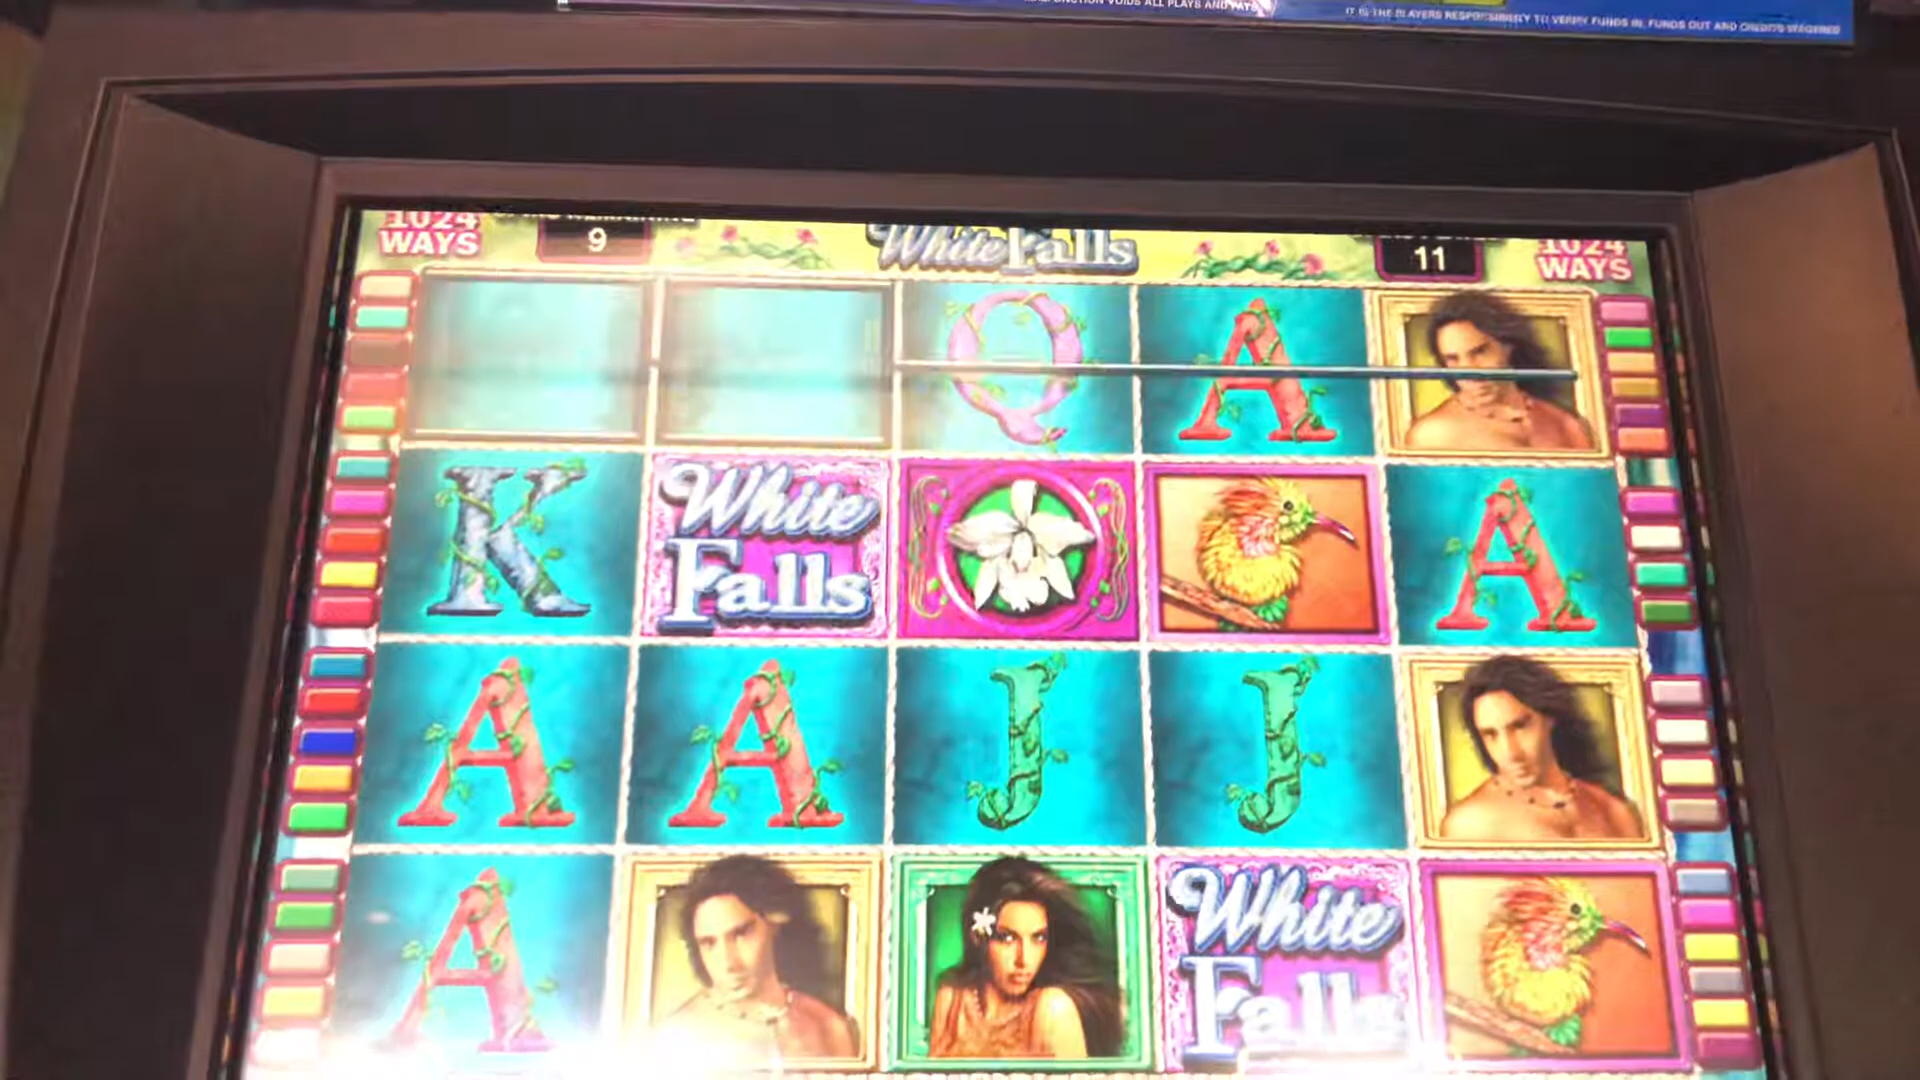 MALFUNCTION VOIDS ALL PLAYS AND PAYS
IT IS THE PLAYERS RESPONSIBILITY TO VERIFY FUNDS IN, FUNDS OUT AND CREDITS WAGERED
1024 WAYS
9
White Falls
11
1024 WAYS
Q A
K White Falls A
A A J J
A White Falls